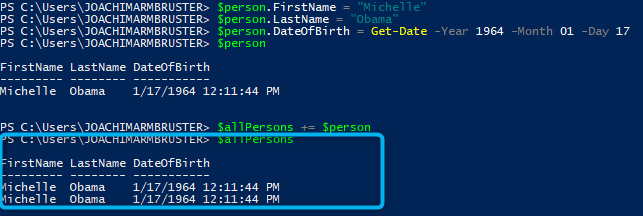 PS C:\Users\JOACHIMARMBRUSTER> $person.FirstName = "Michelle"
PS C:\Users\JOACHIMARMBRUSTER> $person.LastName = "Obama"
PS C:\Users\JOACHIMARMBRUSTER> $person.DateOfBirth = Get-Date -Year 1964 -Month 01 -Day 17
PS C:\Users\JOACHIMARMBRUSTER> $person
FirstName LastName DateOfBirth
--------- -------- -----------
Michelle Obama 1/17/1964 12:11:44 PM
PS C:\Users\JOACHIMARMBRUSTER> $allPersons += $person
PS C:\Users\JOACHIMARMBRUSTER> $allPersons
FirstName LastName DateOfBirth
--------- -------- -----------
Michelle Obama 1/17/1964 12:11:44 PM
Michelle Obama 1/17/1964 12:11:44 PM